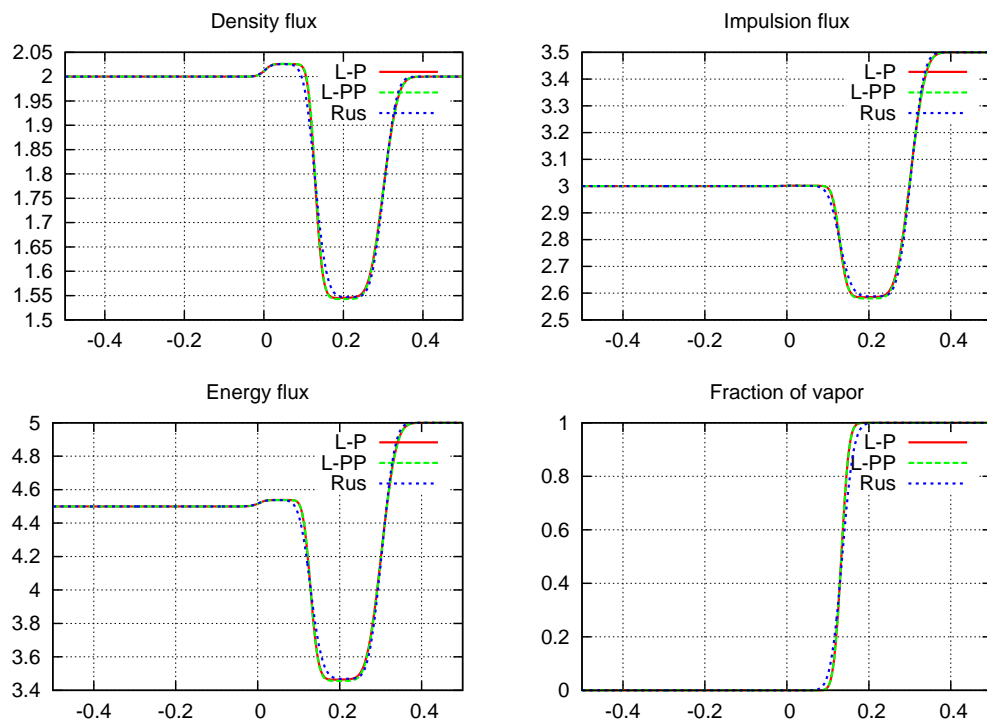 Density flux
2.05
2
1.95
1.9
1.85
1.8
1.75
1.7
1.65
1.6
1.55
1.5
-0.4 -0.2 0 0.2 0.4
L-P
L-PP
Rus
Impulsion flux
3.5
3.4
3.3
3.2
3.1
3
2.9
2.8
2.7
2.6
2.5
-0.4 -0.2 0 0.2 0.4
L-P
L-PP
Rus
Energy flux
5
4.8
4.6
4.4
4.2
4
3.8
3.6
3.4
-0.4 -0.2 0 0.2 0.4
L-P
L-PP
Rus
Fraction of vapor
1
0.8
0.6
0.4
0.2
0
-0.4 -0.2 0 0.2 0.4
L-P
L-PP
Rus